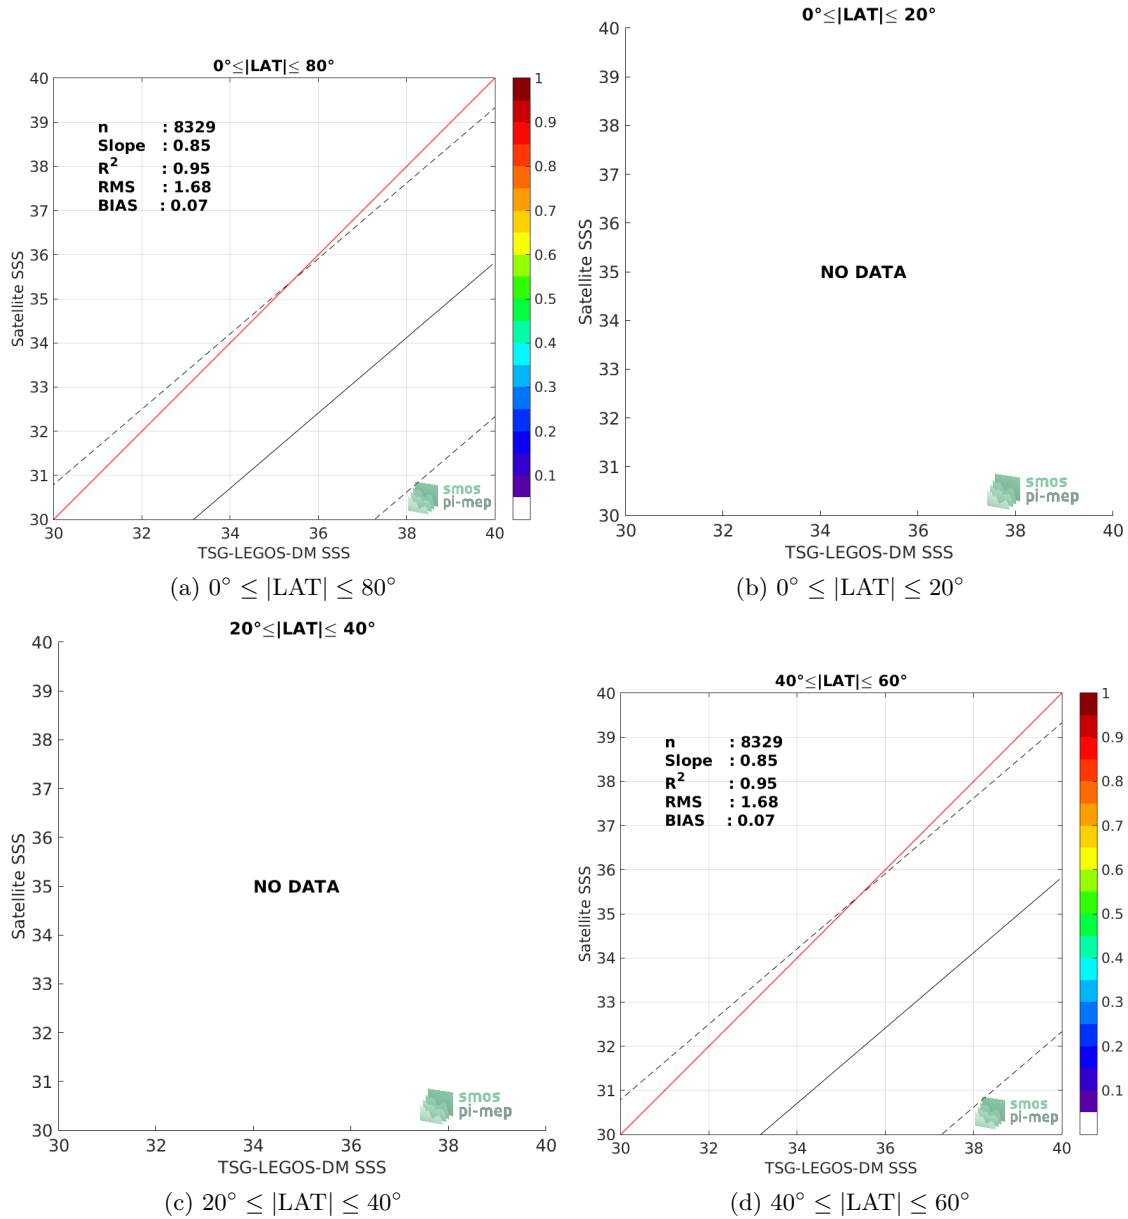 0°≤|LAT|≤ 80°
40
39
38
37
36
35
34
33
32
31
30
Satellite SSS
n : 8329
Slope : 0.85
R² : 0.95
RMS : 1.68
BIAS : 0.07
1
0.9
0.8
0.7
0.6
0.5
0.4
0.3
0.2
0.1
smos
pi-mep
30 32 34 36 38 40
TSG-LEGOS-DM SSS
(a) 0° ≤ |LAT| ≤ 80°
0°≤|LAT|≤ 20°
40
39
38
37
36
35
34
33
32
31
30
Satellite SSS
NO DATA
smos
pi-mep
30 32 34 36 38 40
TSG-LEGOS-DM SSS
(b) 0° ≤ |LAT| ≤ 20°
20°≤|LAT|≤ 40°
40
39
38
37
36
35
34
33
32
31
30
Satellite SSS
NO DATA
smos
pi-mep
30 32 34 36 38 40
TSG-LEGOS-DM SSS
(c) 20° ≤ |LAT| ≤ 40°
40°≤|LAT|≤ 60°
40
39
38
37
36
35
34
33
32
31
30
Satellite SSS
n : 8329
Slope : 0.85
R² : 0.95
RMS : 1.68
BIAS : 0.07
1
0.9
0.8
0.7
0.6
0.5
0.4
0.3
0.2
0.1
smos
pi-mep
30 32 34 36 38 40
TSG-LEGOS-DM SSS
(d) 40° ≤ |LAT| ≤ 60°